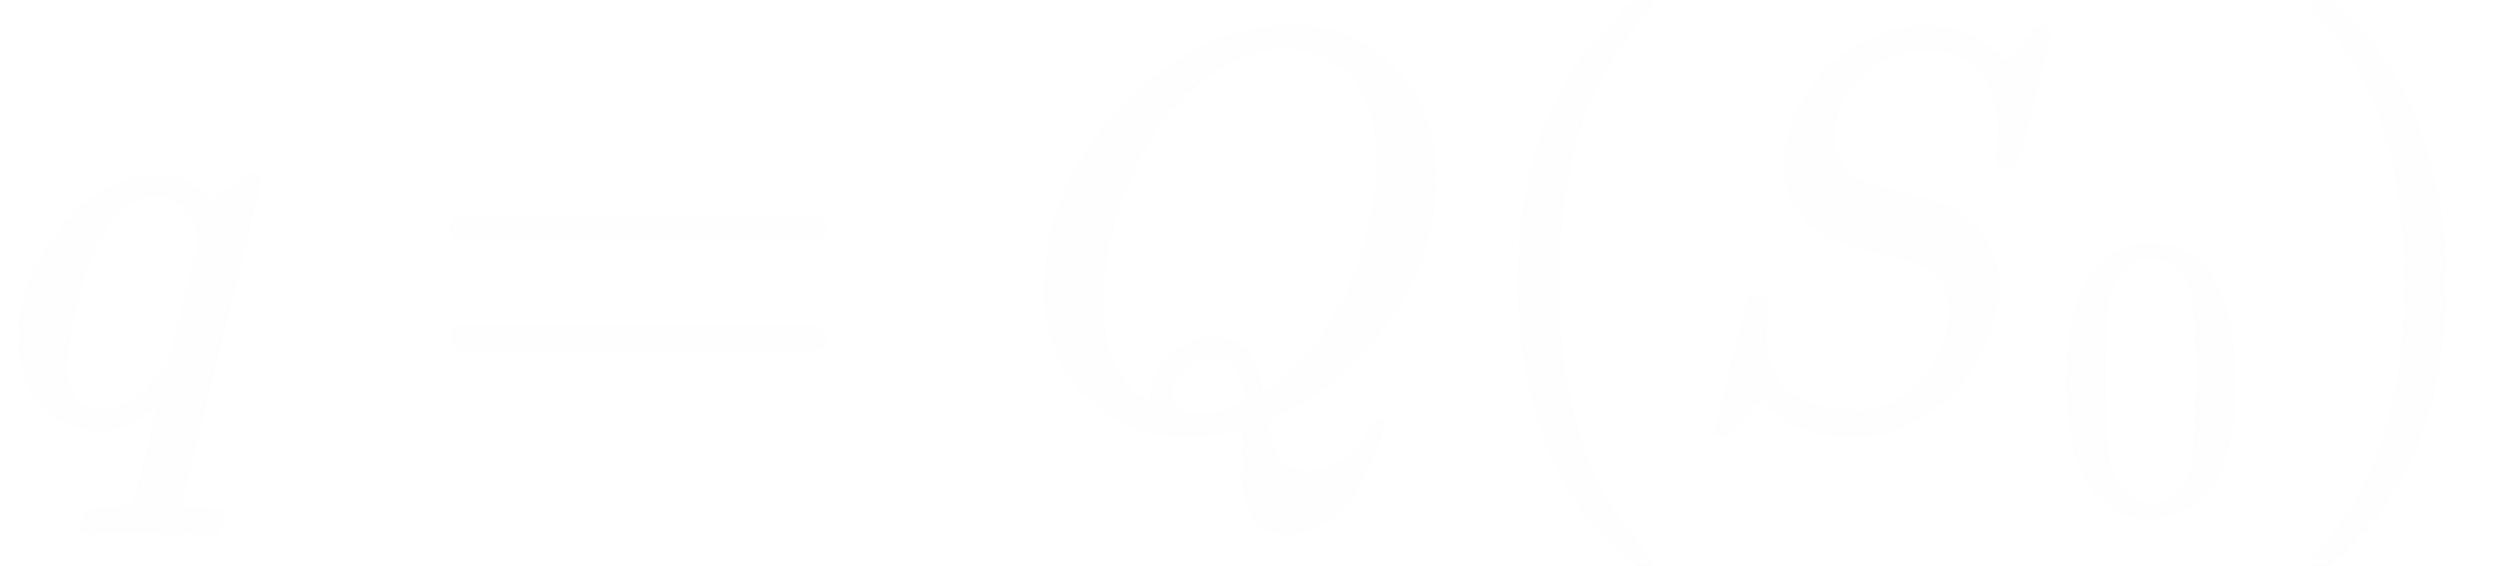 q = Q(S₀)